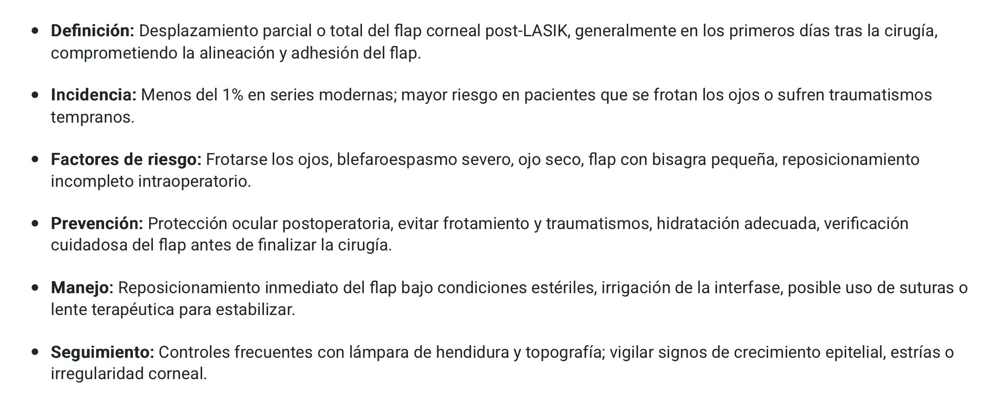 • Definición: Desplazamiento parcial o total del flap corneal post-LASIK, generalmente en los primeros días tras la cirugía,
comprometiendo la alineación y adhesión del flap.
• Incidencia: Menos del 1% en series modernas; mayor riesgo en pacientes que se frotan los ojos o sufren traumatismos
tempranos.
• Factores de riesgo: Frotarse los ojos, blefaroespasmo severo, ojo seco, flap con bisagra pequeña, reposicionamiento
incompleto intraoperatorio.
• Prevención: Protección ocular postoperatoria, evitar frotamiento y traumatismos, hidratación adecuada, verificación
cuidadosa del flap antes de finalizar la cirugía.
• Manejo: Reposicionamiento inmediato del flap bajo condiciones estériles, irrigación de la interfase, posible uso de suturas o
lente terapéutica para estabilizar.
• Seguimiento: Controles frecuentes con lámpara de hendidura y topografía; vigilar signos de crecimiento epitelial, estrías o
irregularidad corneal.